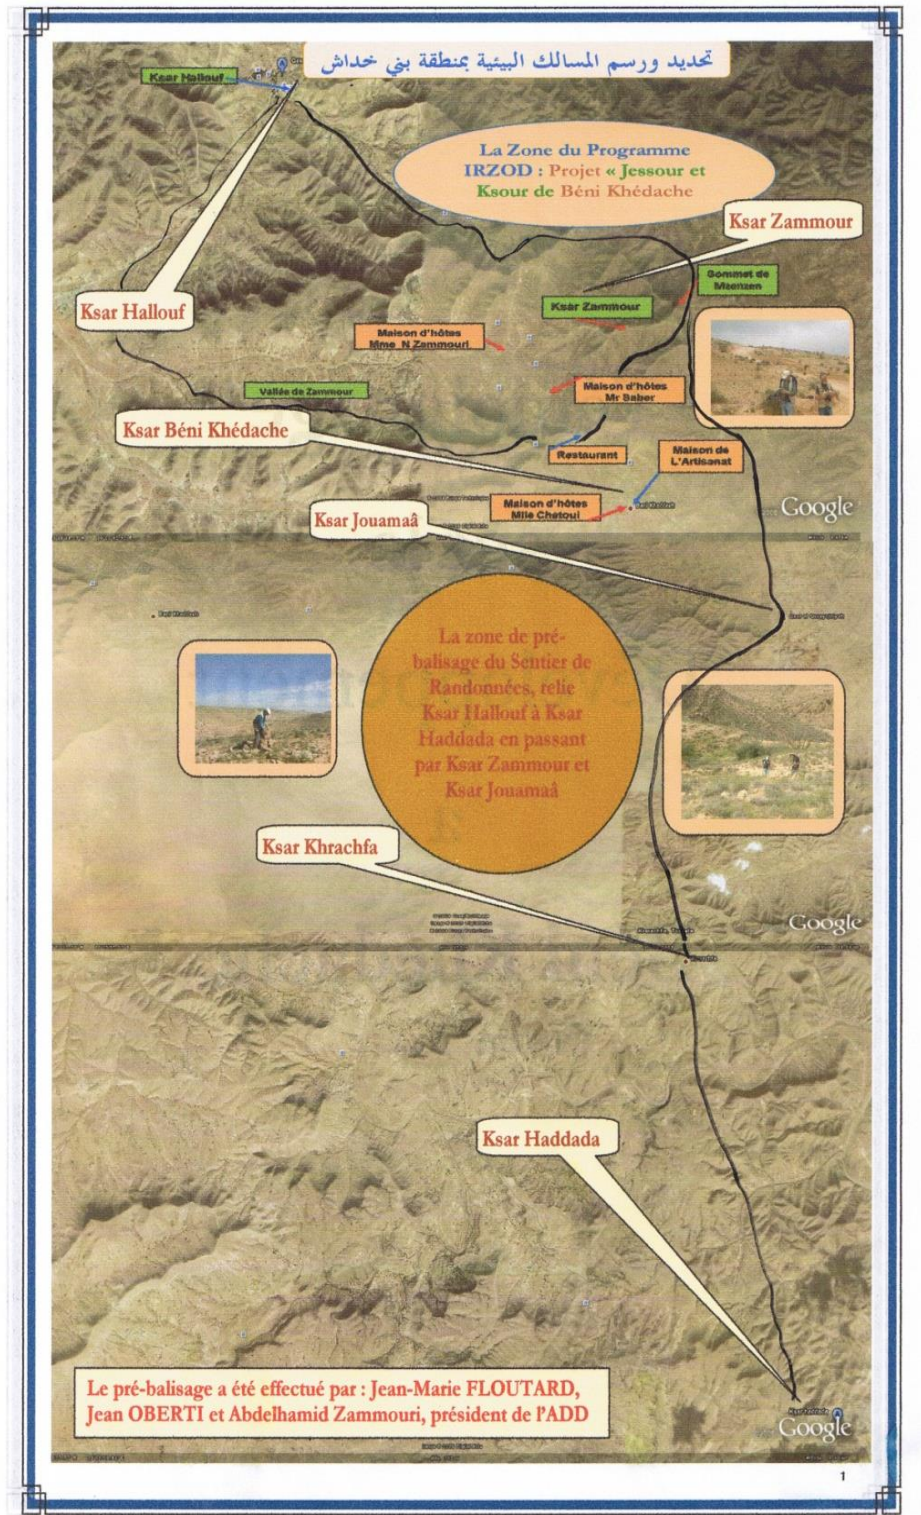 تحديد ورسم المسالك البيئية بمنطقة بني خداش
Ksar Hallouf
La Zone du Programme
IRZOD : Projet « Jessour et
Ksour de Béni Khédache
Ksar Zammour
Sommet de
Mzenzen
Ksar Hallouf
Ksar Zammour
Maison d'hôtes
Mme N Zammouri
Maison d'hôtes
Mr Saber
Vallée de Zammour
Ksar Béni Khédache
Restaurant
Maison de
L'Artisanat
Maison d'hôtes
Mlle Chetoui
Ksar Jouamaâ
Google
La zone de pré-
balisage du Sentier de
Randonnées, relie
Ksar Hallouf à Ksar
Haddada en passant
par Ksar Zammour et
Ksar Jouamaâ
Ksar Khrachfa
Google
Ksar Haddada
Le pré-balisage a été effectué par : Jean-Marie FLOUTARD,
Jean OBERTI et Abdelhamid Zammouri, président de l'ADD
Google
1